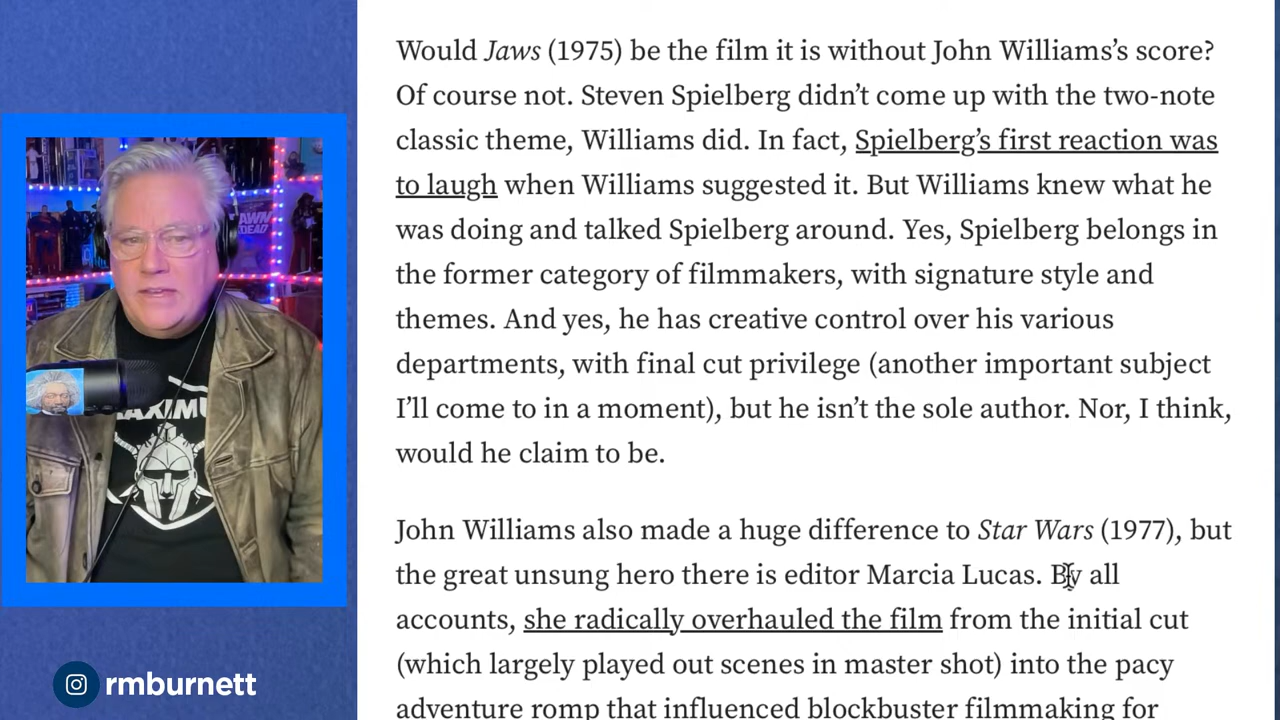 Would Jaws (1975) be the film it is without John Williams’s score?
Of course not. Steven Spielberg didn’t come up with the two-note
classic theme, Williams did. In fact, Spielberg’s first reaction was
to laugh when Williams suggested it. But Williams knew what he
was doing and talked Spielberg around. Yes, Spielberg belongs in
the former category of filmmakers, with signature style and
themes. And yes, he has creative control over his various
departments, with final cut privilege (another important subject
I’ll come to in a moment), but he isn’t the sole author. Nor, I think,
would he claim to be.
John Williams also made a huge difference to Star Wars (1977), but
the great unsung hero there is editor Marcia Lucas. By all
accounts, she radically overhauled the film from the initial cut
(which largely played out scenes in master shot) into the pacy
adventure romp that influenced blockbuster filmmaking for
rmburnett